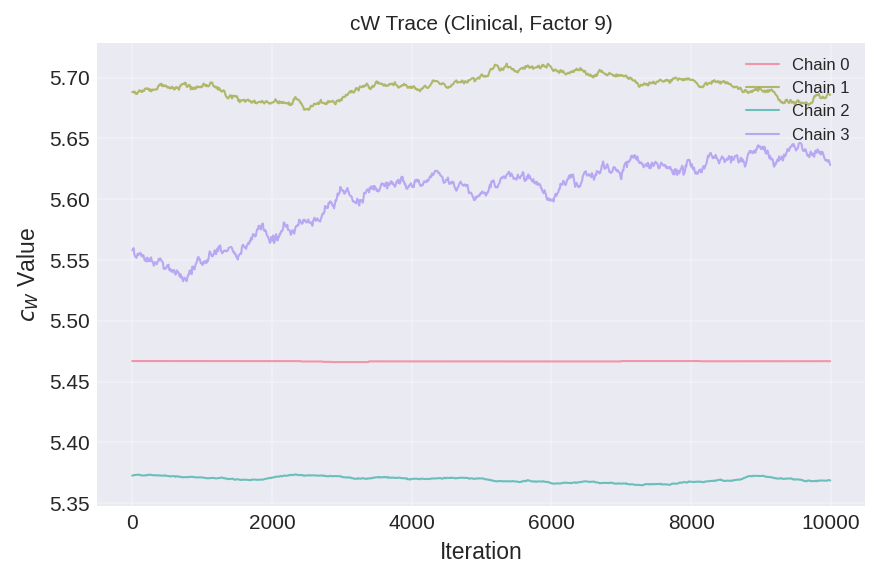 cW Trace (Clinical, Factor 9)
Chain 0
Chain 1
Chain 2
Chain 3
5.70
5.65
5.60
5.55
5.50
5.45
5.40
5.35
c_W Value
0 2000 4000 6000 8000 10000
Iteration